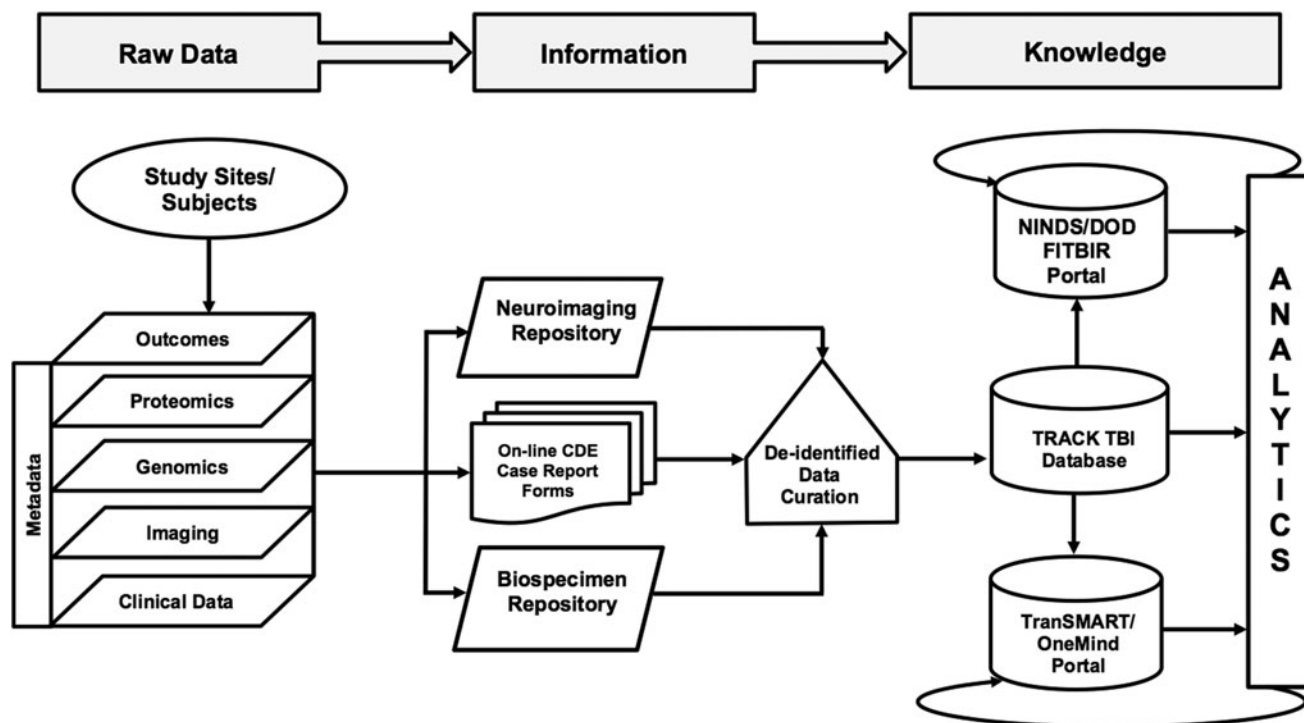 Raw Data
Information
Knowledge
Study Sites/
Subjects
Outcomes
Proteomics
Genomics
Imaging
Clinical Data
Metadata
Neuroimaging
Repository
On-line CDE
Case Report
Forms
Biospecimen
Repository
De-identified
Data
Curation
NINDS/DOD
FITBIR
Portal
TRACK TBI
Database
TranSMART/
OneMind
Portal
ANALYTICS